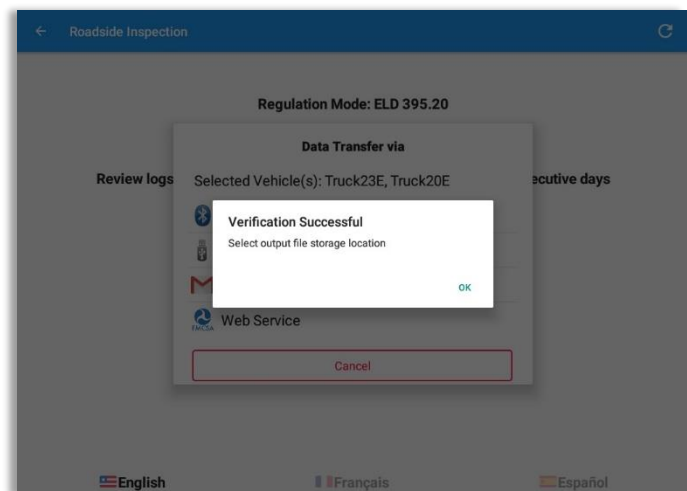 Roadside Inspection
Regulation Mode: ELD 395.20
Data Transfer via
Review logs
ecutive days
Selected Vehicle(s): Truck23E, Truck20E
Verification Successful
Select output file storage location
OK
FMCSA
Web Service
Cancel
English
Français
Español